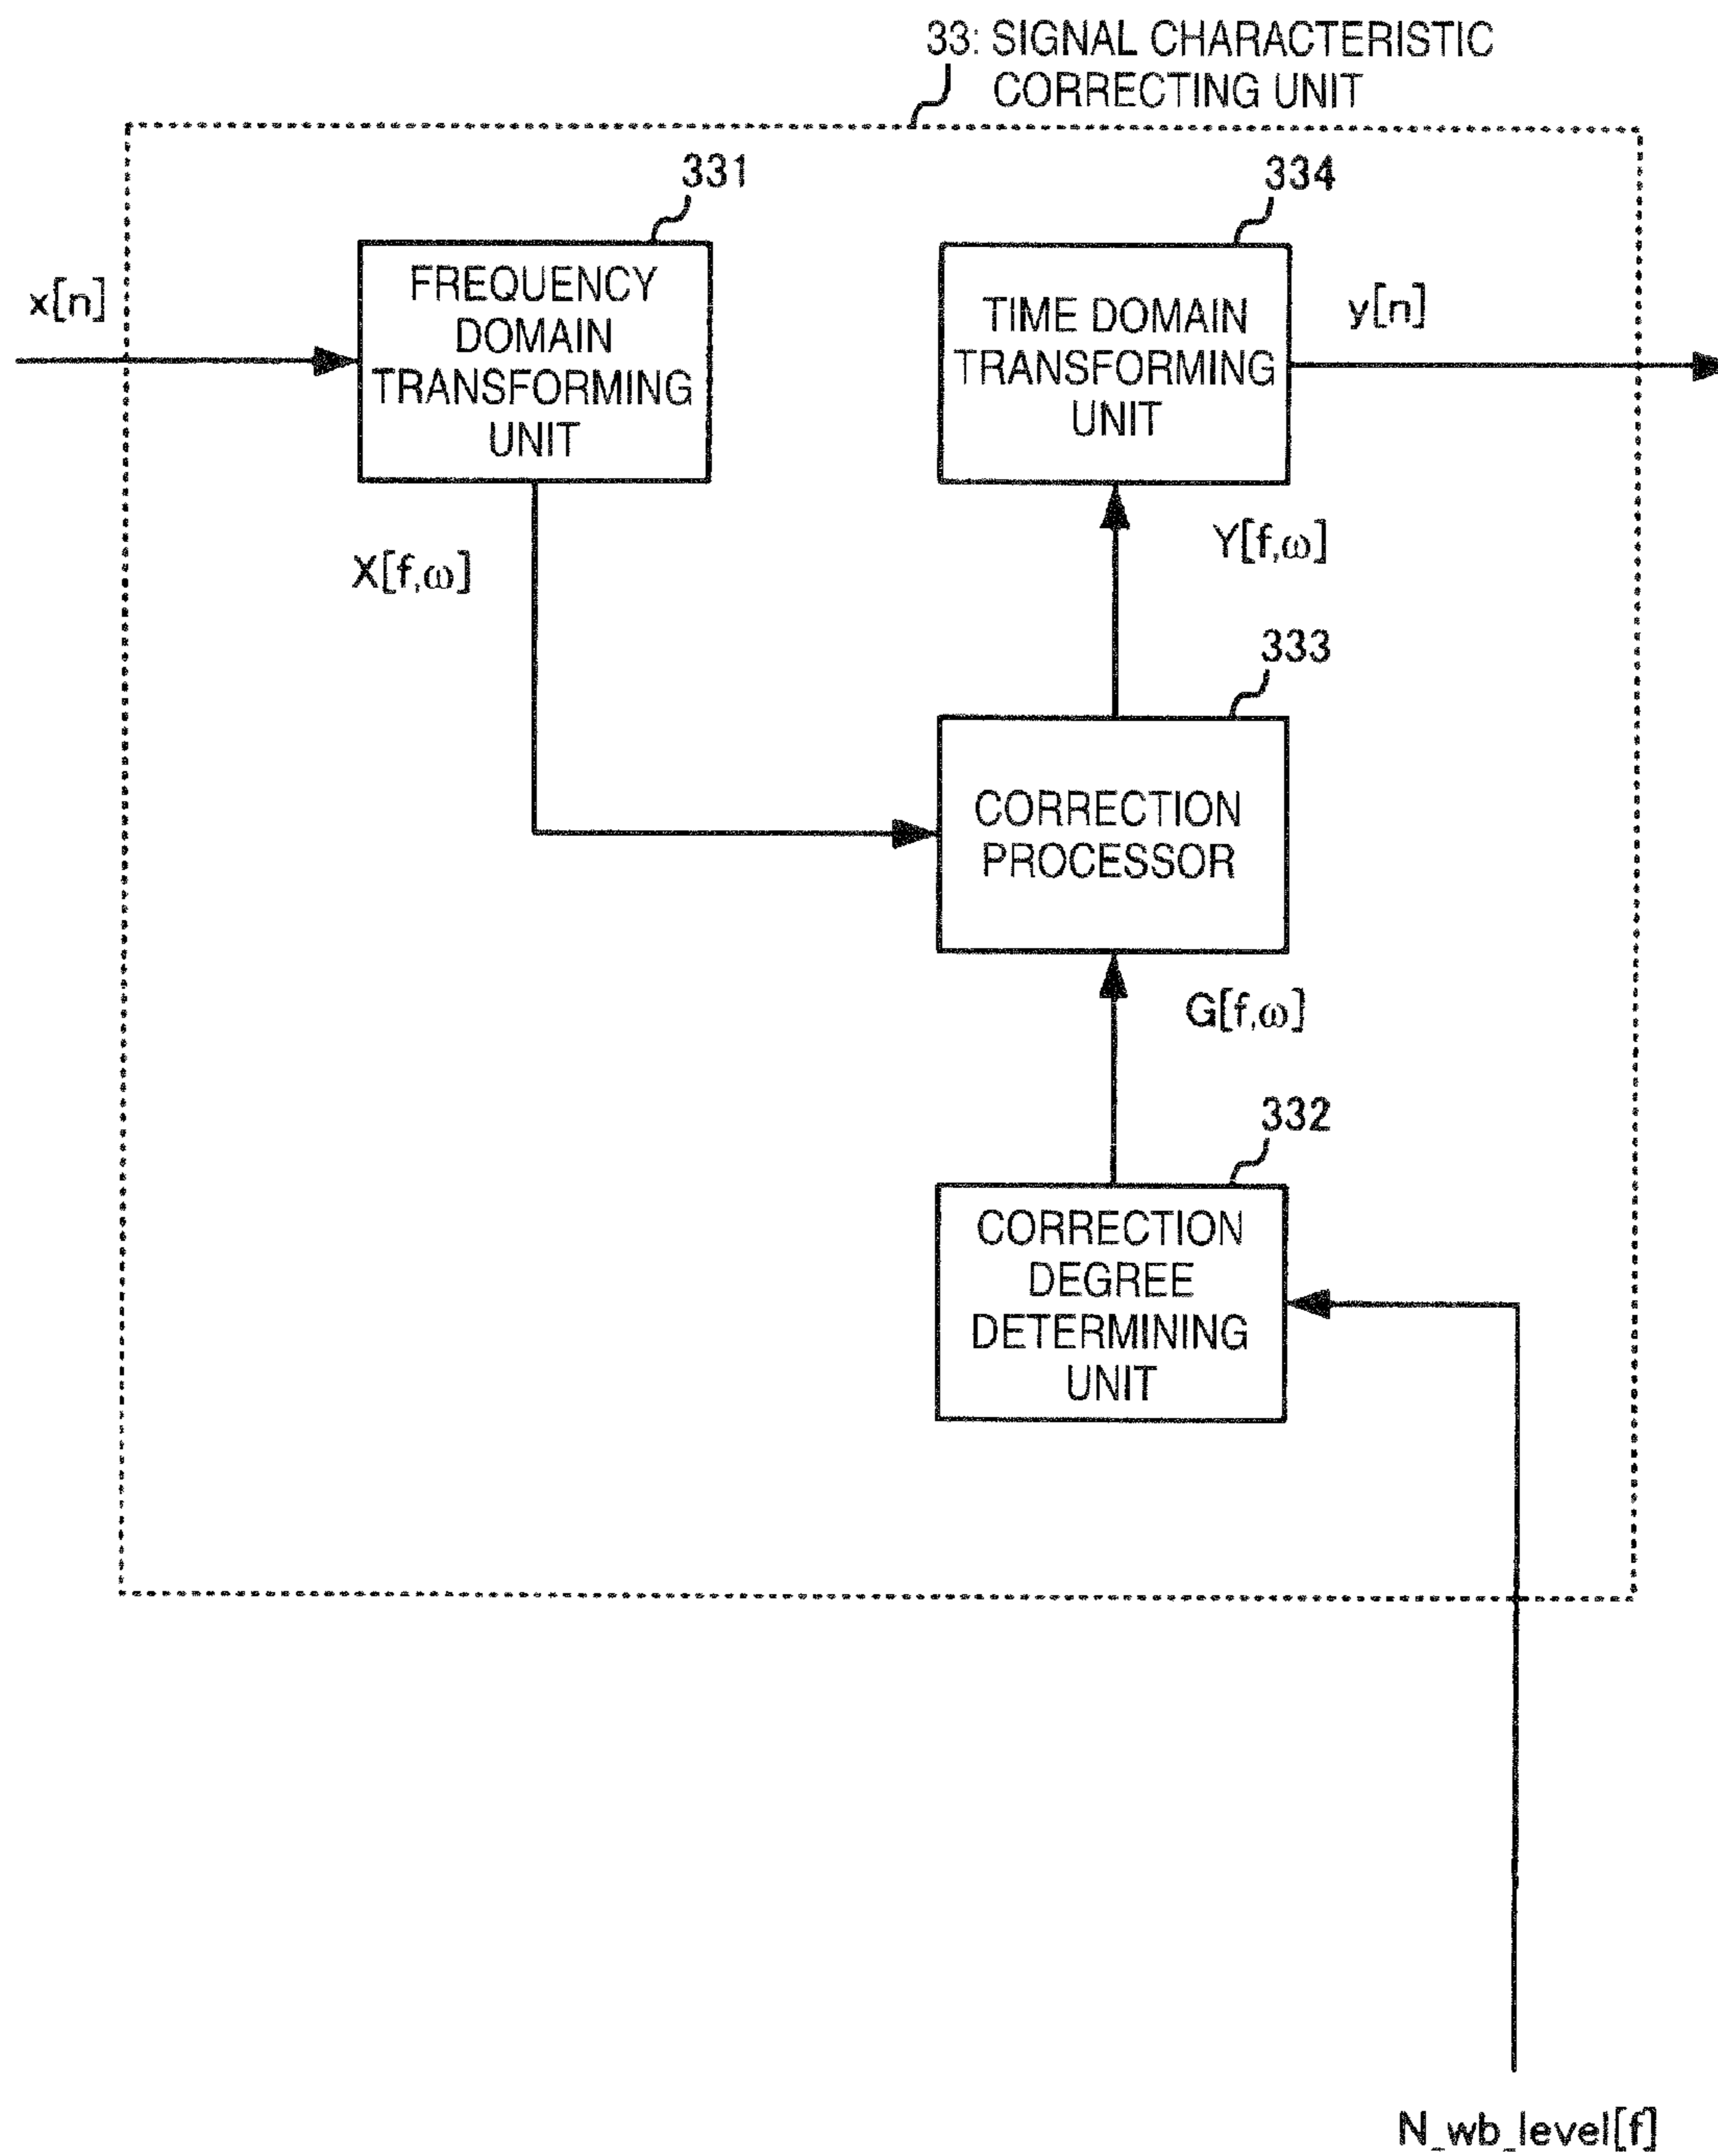 33: SIGNAL CHARACTERISTIC
CORRECTING UNIT
331
334
x[n]
FREQUENCY
DOMAIN
TRANSFORMING
UNIT
TIME DOMAIN
TRANSFORMING
UNIT
y[n]
X[f,ω]
Y[f,ω]
333
CORRECTION
PROCESSOR
G[f,ω]
332
CORRECTION
DEGREE
DETERMINING
UNIT
N_wb_level[f]